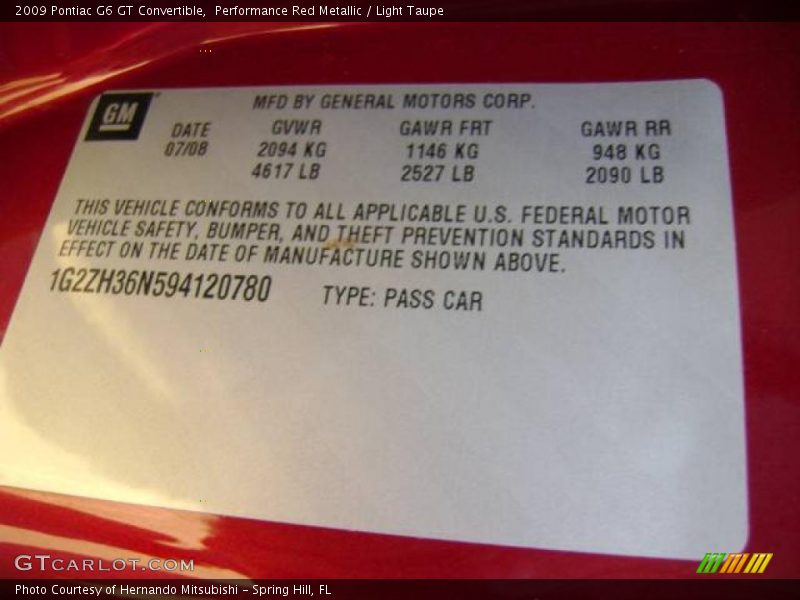 2009 Pontiac G6 GT Convertible,  Performance Red Metallic / Light Taupe
GM
MFD BY GENERAL MOTORS CORP.
DATE GVWR GAWR FRT GAWR RR
07/08 2094 KG 1146 KG 948 KG
4617 LB 2527 LB 2090 LB
THIS VEHICLE CONFORMS TO ALL APPLICABLE U.S. FEDERAL MOTOR
VEHICLE SAFETY, BUMPER, AND THEFT PREVENTION STANDARDS IN
EFFECT ON THE DATE OF MANUFACTURE SHOWN ABOVE.
1G2ZH36N594120780 TYPE: PASS CAR
GTCARLOT.COM
Photo Courtesy of Hernando Mitsubishi - Spring Hill, FL